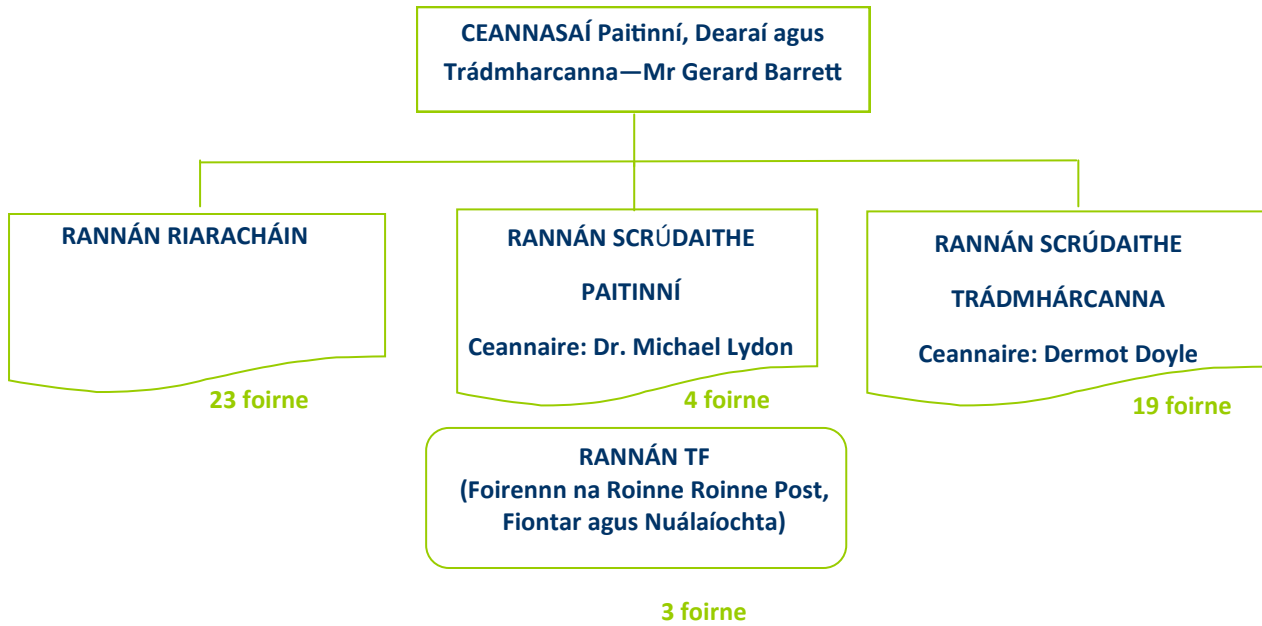 CEANNASAÍ Paitinní, Dearaí agus
Trádmharcanna—Mr Gerard Barrett
RANNÁN RIARACHÁIN
23 foirne
RANNÁN SCRÚDAITHE
PAITINNÍ
Ceannaire: Dr. Michael Lydon
4 foirne
RANNÁN SCRÚDAITHE
TRÁDMHÁRCANNA
Ceannaire: Dermot Doyle
19 foirne
RANNÁN TF
(Foirennn na Roinne Roinne Post,
Fiontar agus Nuálaíochta)
3 foirne